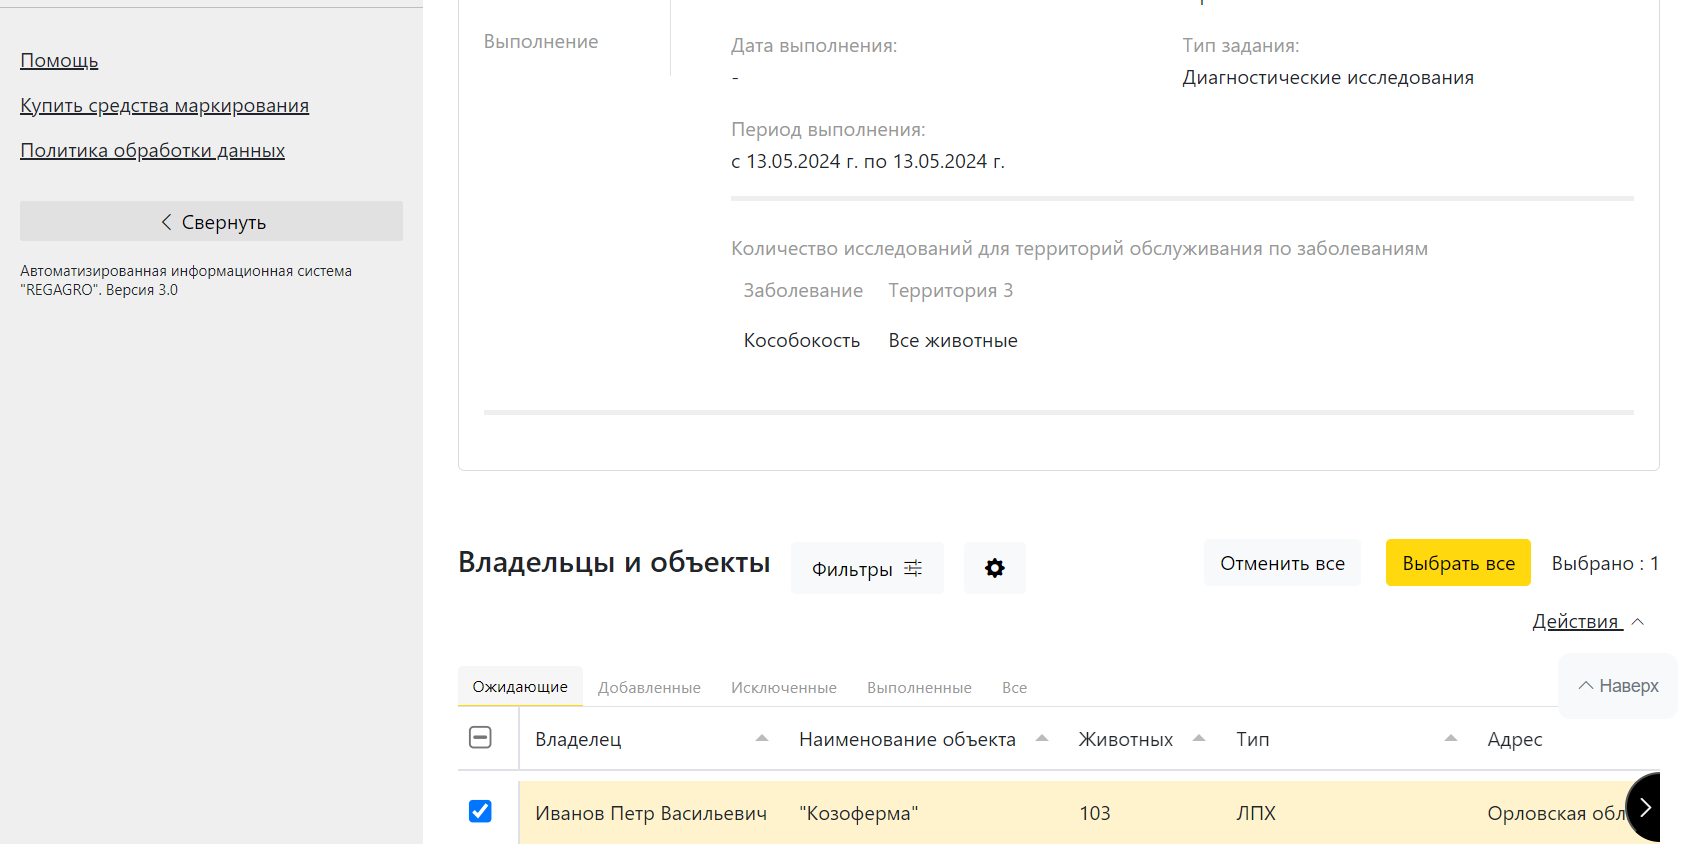 Помощь
Купить средства маркирования
Политика обработки данных
Свернуть
Автоматизированная информационная система
"REGAGRO". Версия 3.0
Выполнение
Дата выполнения:
-
Тип задания:
Диагностические исследования
Период выполнения:
с 13.05.2024 г. по 13.05.2024 г.
Количество исследований для территорий обслуживания по заболеваниям
Заболевание Территория 3
Кособокость Все животные
Владельцы и объекты Фильтры Отменить все Выбрать все Выбрано : 1
Действия
Ожидающие Добавленные Исключенные Выполненные Все
Наверх
Владелец Наименование объекта Животных Тип Адрес
Иванов Петр Васильевич "Козоферма" 103 ЛПХ Орловская обл